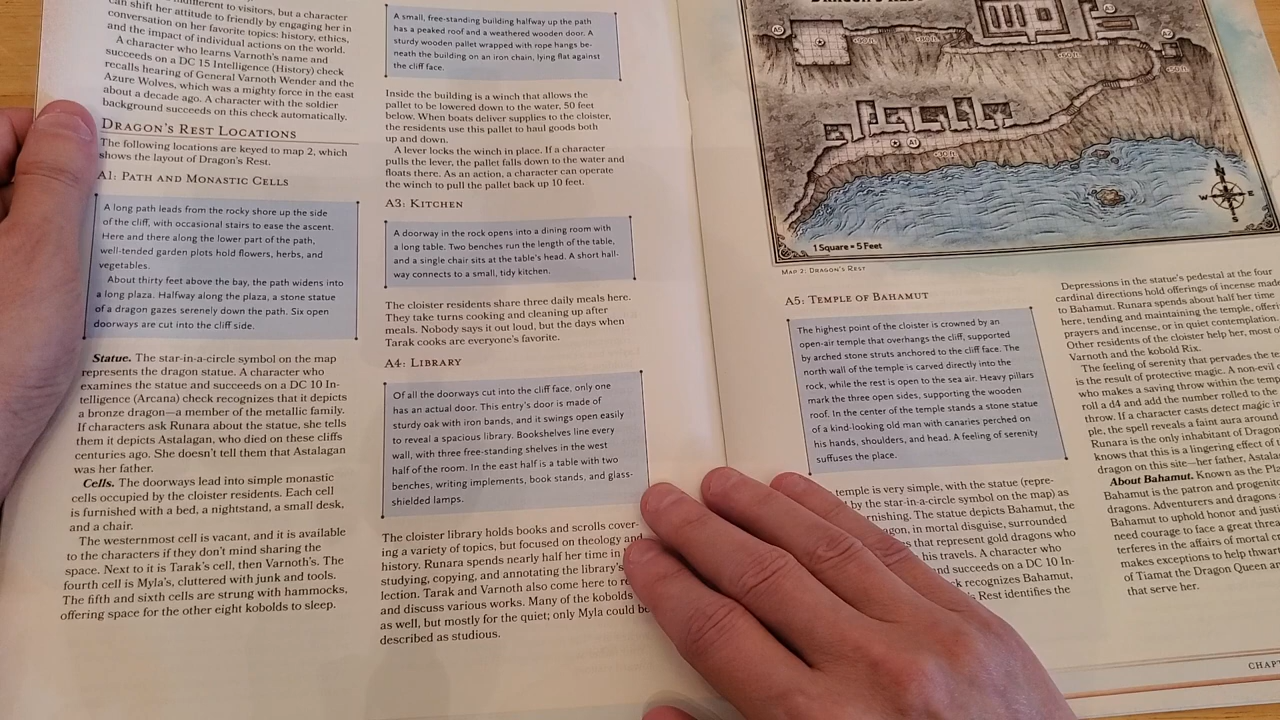 indifferent to visitors, but a character
can shift her attitude to friendly by engaging her in
conversation on her favorite topics: history, ethics,
and the impact of individual actions on the world.
A character who learns Varnoth's name and
succeeds on a DC 15 Intelligence (History) check
recalls hearing of General Varnoth Wender and the
Azure Wolves, which was a mighty force in the east
about a decade ago. A character with the soldier
background succeeds on this check automatically.
DRAGON'S REST LOCATIONS
The following locations are keyed to map 2, which
shows the layout of Dragon's Rest.
A1: PATH AND MONASTIC CELLS
A long path leads from the rocky shore up the side
of the cliff, with occasional stairs to ease the ascent.
Here and there along the lower part of the path,
well-tended garden plots hold flowers, herbs, and
vegetables.
About thirty feet above the bay, the path widens into
a long plaza. Halfway along the plaza, a stone statue
of a dragon gazes serenely down the path. Six open
doorways are cut into the cliff side.
Statue. The star-in-a-circle symbol on the map
represents the dragon statue. A character who
examines the statue and succeeds on a DC 10 In-
telligence (Arcana) check recognizes that it depicts
a bronze dragon—a member of the metallic family.
If characters ask Runara about the statue, she tells
them it depicts Astalagan, who died on these cliffs
centuries ago. She doesn't tell them that Astalagan
was her father.
Cells. The doorways lead into simple monastic
cells occupied by the cloister residents. Each cell
is furnished with a bed, a nightstand, a small desk,
and a chair.
The westernmost cell is vacant, and it is available
to the characters if they don't mind sharing the
space. Next to it is Tarak's cell, then Varnoth's. The
fourth cell is Myla's, cluttered with junk and tools.
The fifth and sixth cells are strung with hammocks,
offering space for the other eight kobolds to sleep.
A small, free-standing building halfway up the path
has a peaked roof and a weathered wooden door. A
sturdy wooden pallet wrapped with rope hangs be-
neath the building on an iron chain, lying flat against
the cliff face.
Inside the building is a winch that allows the
pallet to be lowered down to the water, 50 feet
below. When boats deliver supplies to the cloister,
the residents use this pallet to haul goods both
up and down.
A lever locks the winch in place. If a character
pulls the lever, the pallet falls down to the water and
floats there. As an action, a character can operate
the winch to pull the pallet back up 10 feet.
A3: KITCHEN
A doorway in the rock opens into a dining room with
a long table. Two benches run the length of the table,
and a single chair sits at the table's head. A short hall-
way connects to a small, tidy kitchen.
The cloister residents share three daily meals here.
They take turns cooking and cleaning up after
meals. Nobody says it out loud, but the days when
Tarak cooks are everyone's favorite.
A4: LIBRARY
Of all the doorways cut into the cliff face, only one
has an actual door. This entry's door is made of
sturdy oak with iron bands, and it swings open easily
to reveal a spacious library. Bookshelves line every
wall, with three free-standing shelves in the west
half of the room. In the east half is a table with two
benches, writing implements, book stands, and glass-
shielded lamps.
The cloister library holds books and scrolls cover-
ing a variety of topics, but focused on theology and
history. Runara spends nearly half her time in
studying, copying, and annotating the library's
lection. Tarak and Varnoth also come here to
and discuss various works. Many of the kobolds
as well, but mostly for the quiet; only Myla could be
described as studious.
A5
A3
A2
A1
1 Square = 5 Feet
N
W E
S
MAP 2: DRAGON'S REST
A5: TEMPLE OF BAHAMUT
The highest point of the cloister is crowned by an
open-air temple that overhangs the cliff, supported
by arched stone struts anchored to the cliff face. The
north wall of the temple is carved directly into the
rock, while the rest is open to the sea air. Heavy pillars
mark the three open sides, supporting the wooden
roof. In the center of the temple stands a stone statue
of a kind-looking old man with canaries perched on
his hands, shoulders, and head. A feeling of serenity
suffuses the place.
temple is very simple, with the statue (repre-
by the star-in-a-circle symbol on the map) as
rnishing. The statue depicts Bahamut, the
agon, in mortal disguise, surrounded
es that represent gold dragons who
his travels. A character who
and succeeds on a DC 10 In-
ck recognizes Bahamut,
's Rest identifies the
Depressions in the statue's pedestal at the four
cardinal directions hold offerings of incense made
to Bahamut. Runara spends about half her time
here, tending and maintaining the temple,
prayers and incense, or in quiet contemplation.
Other residents of the cloister help her, most
Varnoth and the kobold Rix.
The feeling of serenity that pervades the
is the result of protective magic. A non-evil
who makes a saving throw within the
roll a d4 and add the number rolled to the
throw. If a character casts detect magic in
ple, the spell reveals a faint aura around
Runara is the only inhabitant of Dragon
knows that this is a lingering effect of
dragon on this site—her father,
About Bahamut. Known as the
Bahamut is the patron and
dragons. Adventurers and dragons
Bahamut to uphold honor and
need courage to face a great
terferes in the affairs of mortal
makes exceptions to help
of Tiamat the Dragon Queen
that serve her.